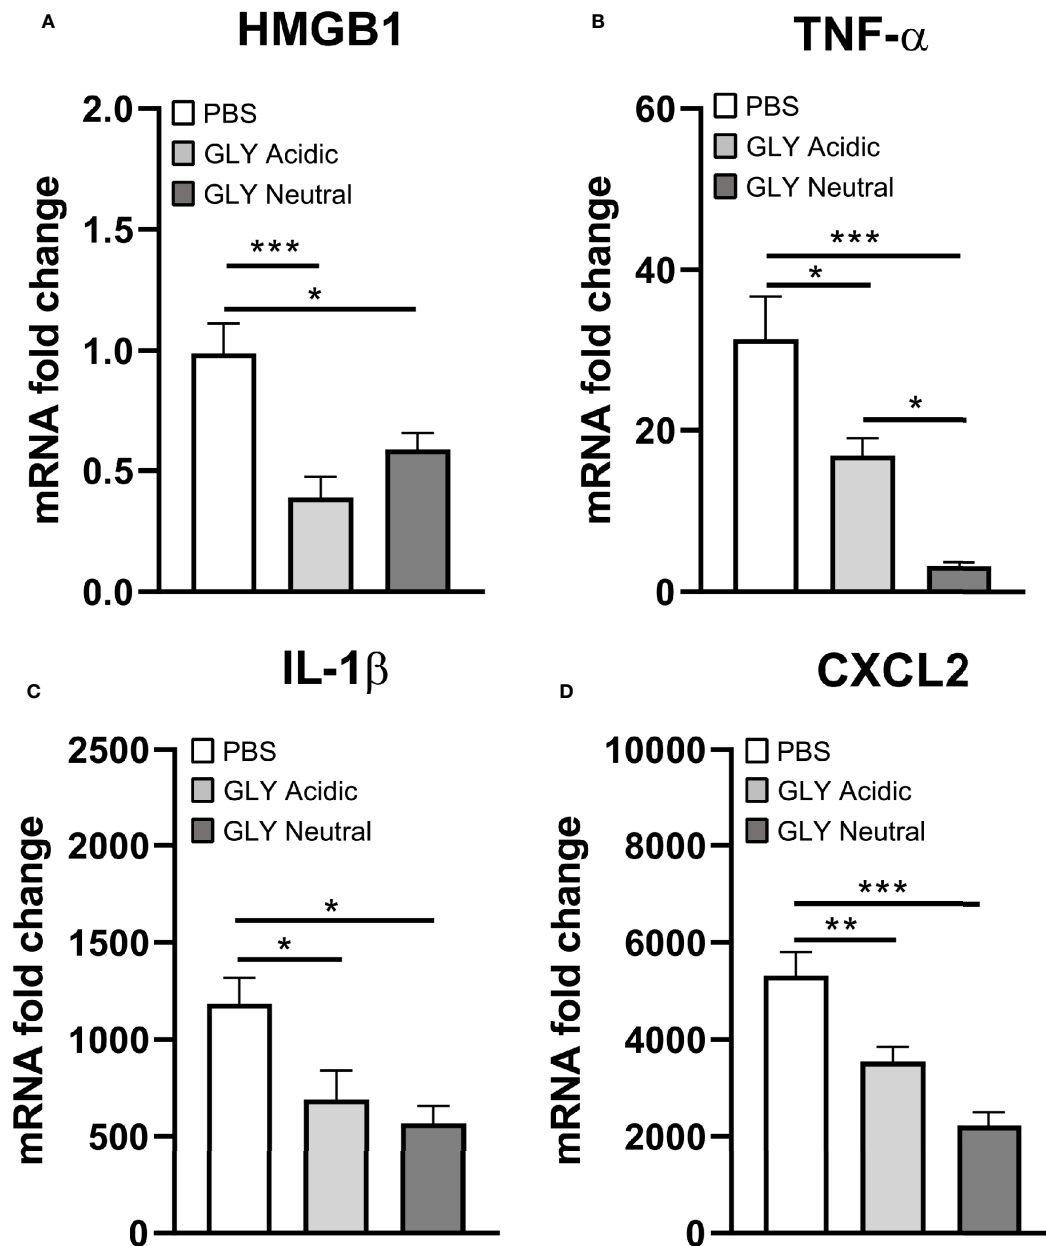 A
HMGB1
mRNA fold change
2.0
1.5
1.0
0.5
0.0
PBS
GLY Acidic
GLY Neutral
***
*
B
TNF-α
mRNA fold change
60
40
20
0
PBS
GLY Acidic
GLY Neutral
***
*
*
C
IL-1β
mRNA fold change
2500
2000
1500
1000
500
0
PBS
GLY Acidic
GLY Neutral
*
*
D
CXCL2
mRNA fold change
10000
8000
6000
4000
2000
0
PBS
GLY Acidic
GLY Neutral
***
**